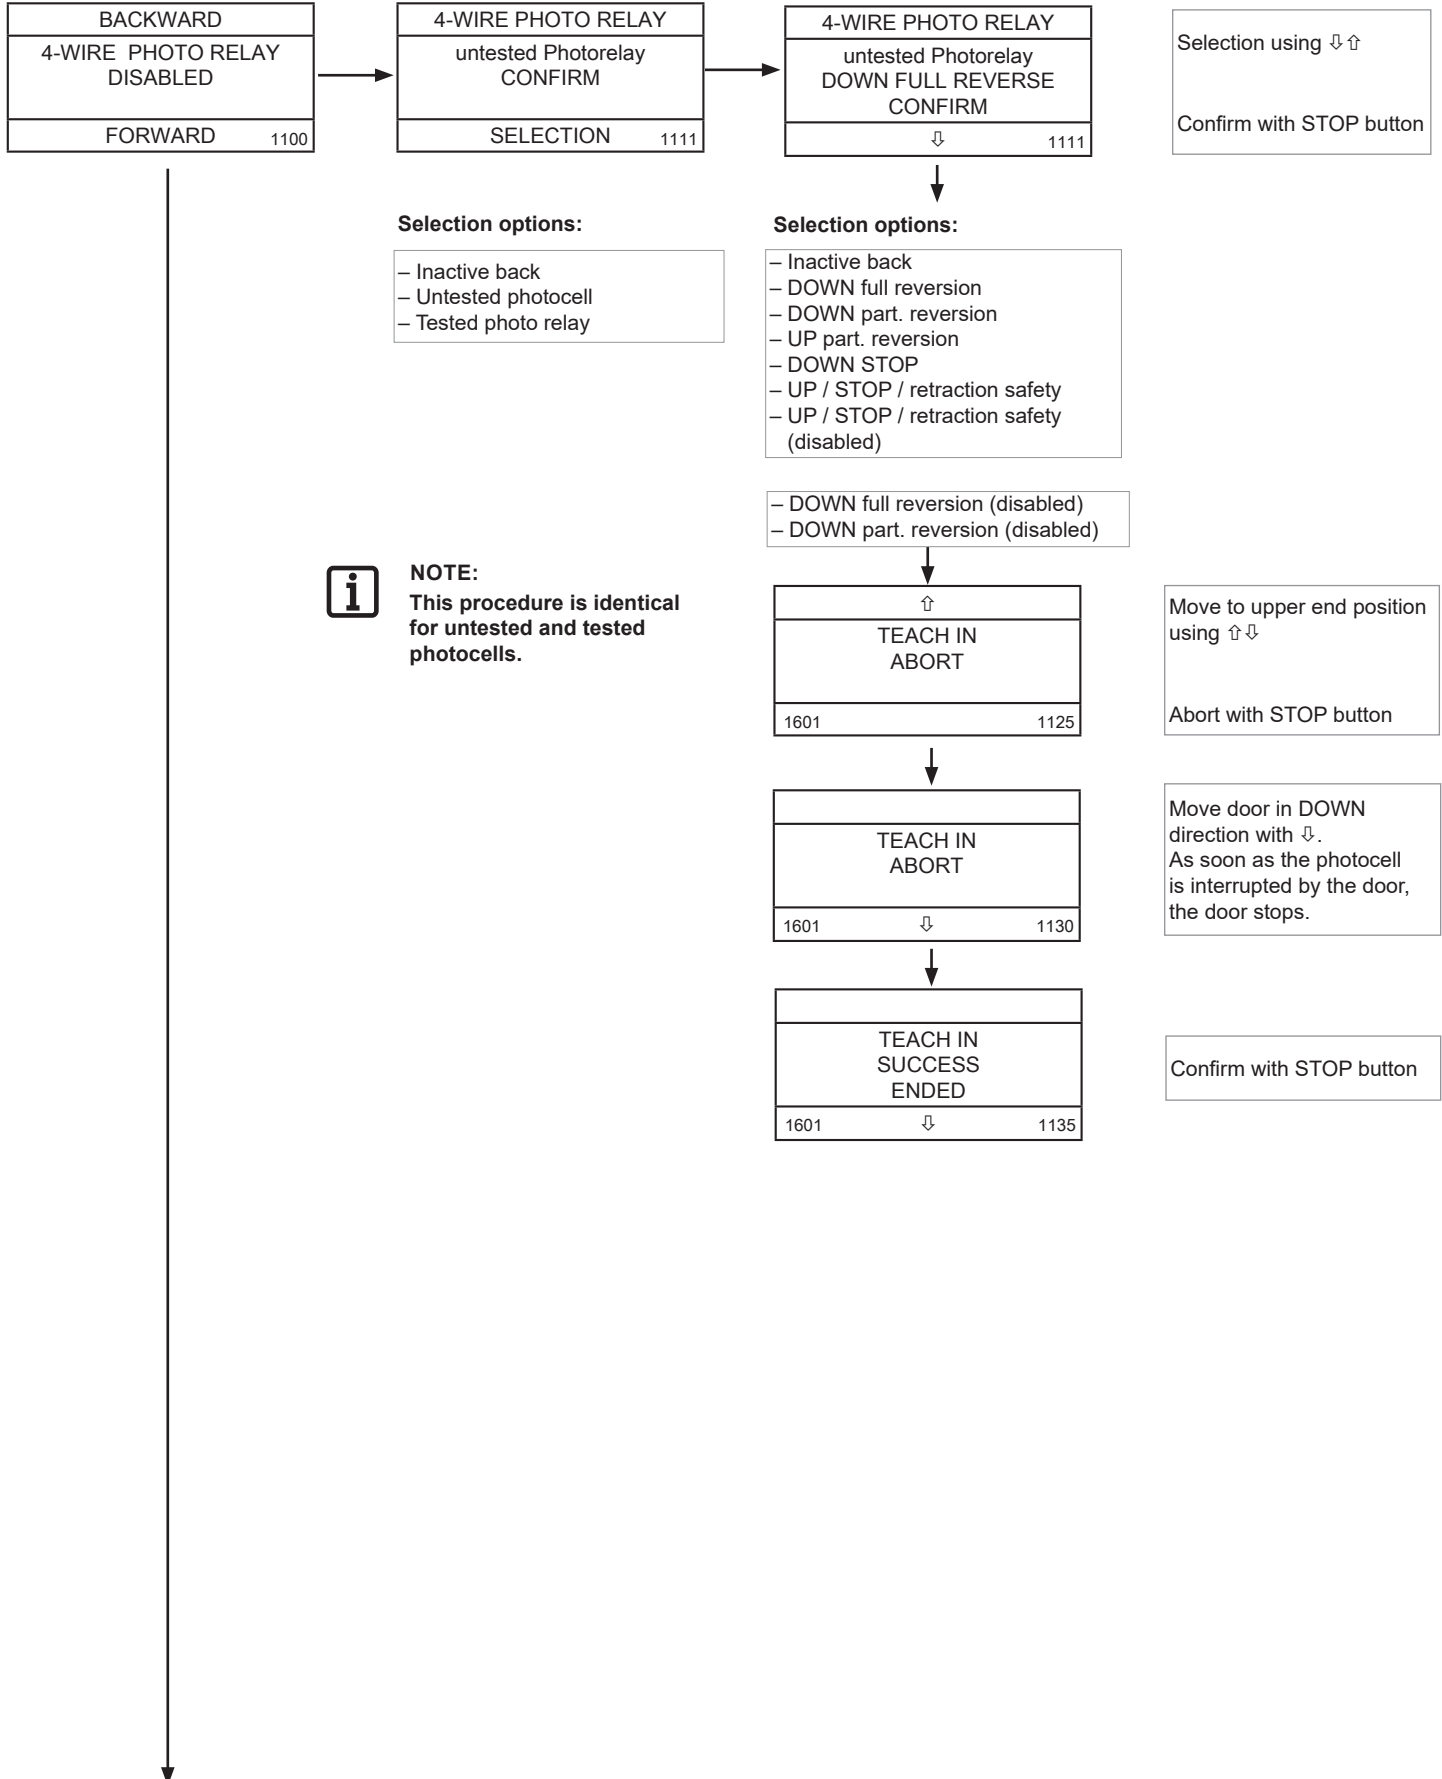 BACKWARD
4-WIRE PHOTO RELAY
DISABLED
FORWARD 1100
4-WIRE PHOTO RELAY
untested Photorelay
CONFIRM
SELECTION 1111
4-WIRE PHOTO RELAY
untested Photorelay
DOWN FULL REVERSE
CONFIRM
⇩ 1111
Selection using ⇩⇧
Confirm with STOP button
Selection options:
– Inactive back
– Untested photocell
– Tested photo relay
Selection options:
– Inactive back
– DOWN full reversion
– DOWN part. reversion
– UP part. reversion
– DOWN STOP
– UP / STOP / retraction safety
– UP / STOP / retraction safety
(disabled)
– DOWN full reversion (disabled)
– DOWN part. reversion (disabled)
i
NOTE:
This procedure is identical
for untested and tested
photocells.
⇧
TEACH IN
ABORT
1601 1125
Move to upper end position
using ⇧⇩
Abort with STOP button
TEACH IN
ABORT
1601 ⇩ 1130
Move door in DOWN
direction with ⇩.
As soon as the photocell
is interrupted by the door,
the door stops.
TEACH IN
SUCCESS
ENDED
1601 ⇩ 1135
Confirm with STOP button